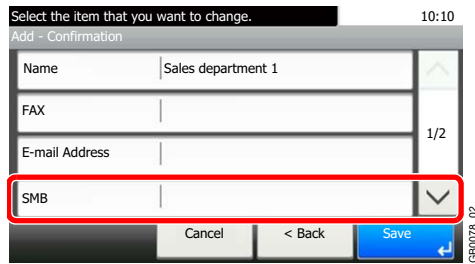 Select the item that you want to change. 10:10
Add - Confirmation
Name Sales department 1
FAX
1/2
E-mail Address
SMB
Cancel < Back Save
GB0078_02